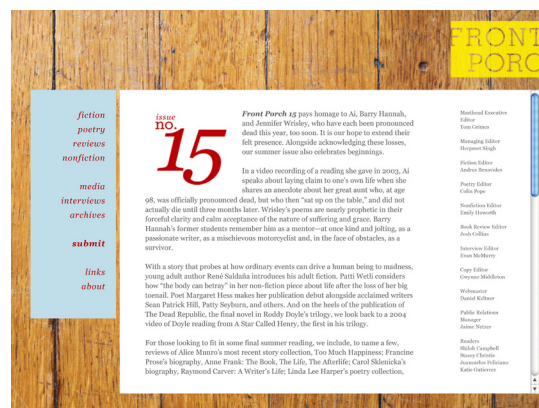 FRONT
PORC
fiction
poetry
reviews
nonfiction
media
interviews
archives
submit
links
about
issue
no.
15
Front Porch 15 pays homage to Ai, Barry Hannah,
and Jennifer Wrisley, who have each been pronounced
dead this year, too soon. It is our hope to extend their
felt presence. Alongside acknowledging these losses,
our summer issue also celebrates beginnings.
In a video recording of a reading she gave in 2003, Ai
speaks about laying claim to one's own life when she
shares an anecdote about her great aunt who, at age
98, was officially pronounced dead, but who then "sat up on the table," and did not
actually die until three months later. Wrisley's poems are nearly prophetic in their
forceful clarity and calm acceptance of the nature of suffering and grace. Barry
Hannah's former students remember him as a mentor—at once kind and jolting, as a
passionate writer, as a mischievous motorcyclist and, in the face of obstacles, as a
survivor.
With a story that probes at how ordinary events can drive a human being to madness,
young adult author René Saldaña introduces his adult fiction. Patti Wetli considers
how "the body can betray" in her non-fiction piece about life after the loss of her big
toenail. Poet Margaret Hess makes her publication debut alongside acclaimed writers
Sean Patrick Hill, Patty Seyburn, and others. And on the heels of the publication of
The Dead Republic, the final novel in Roddy Doyle's trilogy, we look back to a 2004
video of Doyle reading from A Star Called Henry, the first in his trilogy.
For those looking to fit in some final summer reading, we include, to name a few,
reviews of Alice Munro's most recent story collection, Too Much Happiness; Francine
Prose's biography, Anne Frank: The Book, The Life, The Afterlife; Carol Sklenicka's
biography, Raymond Carver: A Writer's Life; Linda Lee Harper's poetry collection,
Masthead Executive
Editor
Tom Grimes
Managing Editor
Harpreet Singh
Fiction Editor
Andres Benavides
Poetry Editor
Colin Pope
Nonfiction Editor
Emily Howorth
Book Review Editor
Josh Collins
Interview Editor
Evan McMurry
Copy Editor
Gwynne Middleton
Webmaster
Daniel Keltner
Public Relations
Manager
Jaime Netzer
Readers
Shiloh Campbell
Stacey Christie
Juancarlos Feliciano
Katie Gutierrez